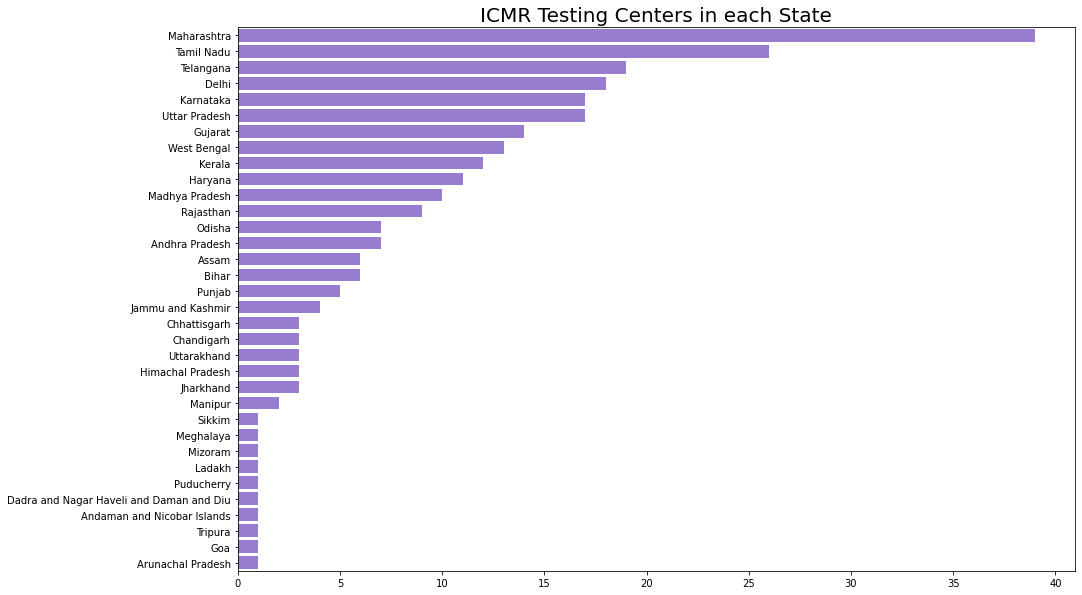 ICMR Testing Centers in each State
Maharashtra
Tamil Nadu
Telangana
Delhi
Karnataka
Uttar Pradesh
Gujarat
West Bengal
Kerala
Haryana
Madhya Pradesh
Rajasthan
Odisha
Andhra Pradesh
Assam
Bihar
Punjab
Jammu and Kashmir
Chhattisgarh
Chandigarh
Uttarakhand
Himachal Pradesh
Jharkhand
Manipur
Sikkim
Meghalaya
Mizoram
Ladakh
Puducherry
Dadra and Nagar Haveli and Daman and Diu
Andaman and Nicobar Islands
Tripura
Goa
Arunachal Pradesh
0 5 10 15 20 25 30 35 40